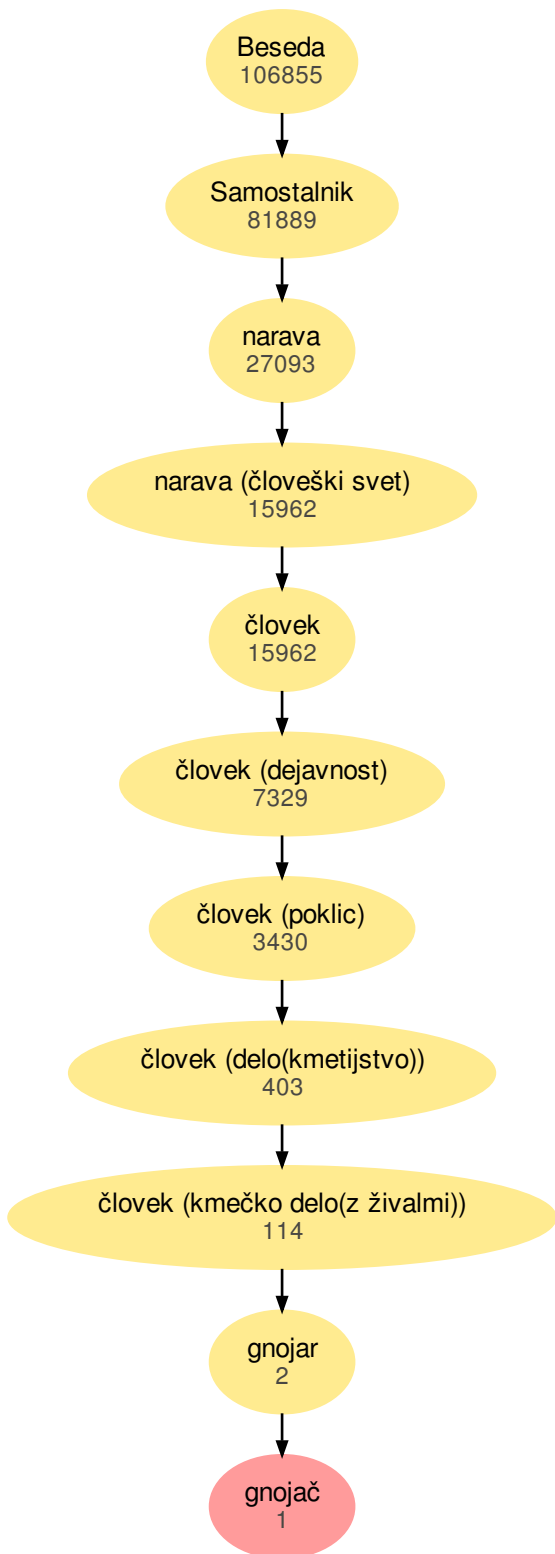 Beseda
106855
Samostalnik
81889
narava
27093
narava (človeški svet)
15962
človek
15962
človek (dejavnost)
7329
človek (poklic)
3430
človek (delo(kmetijstvo))
403
človek (kmečko delo(z živalmi))
114
gnojar
2
gnojač
1